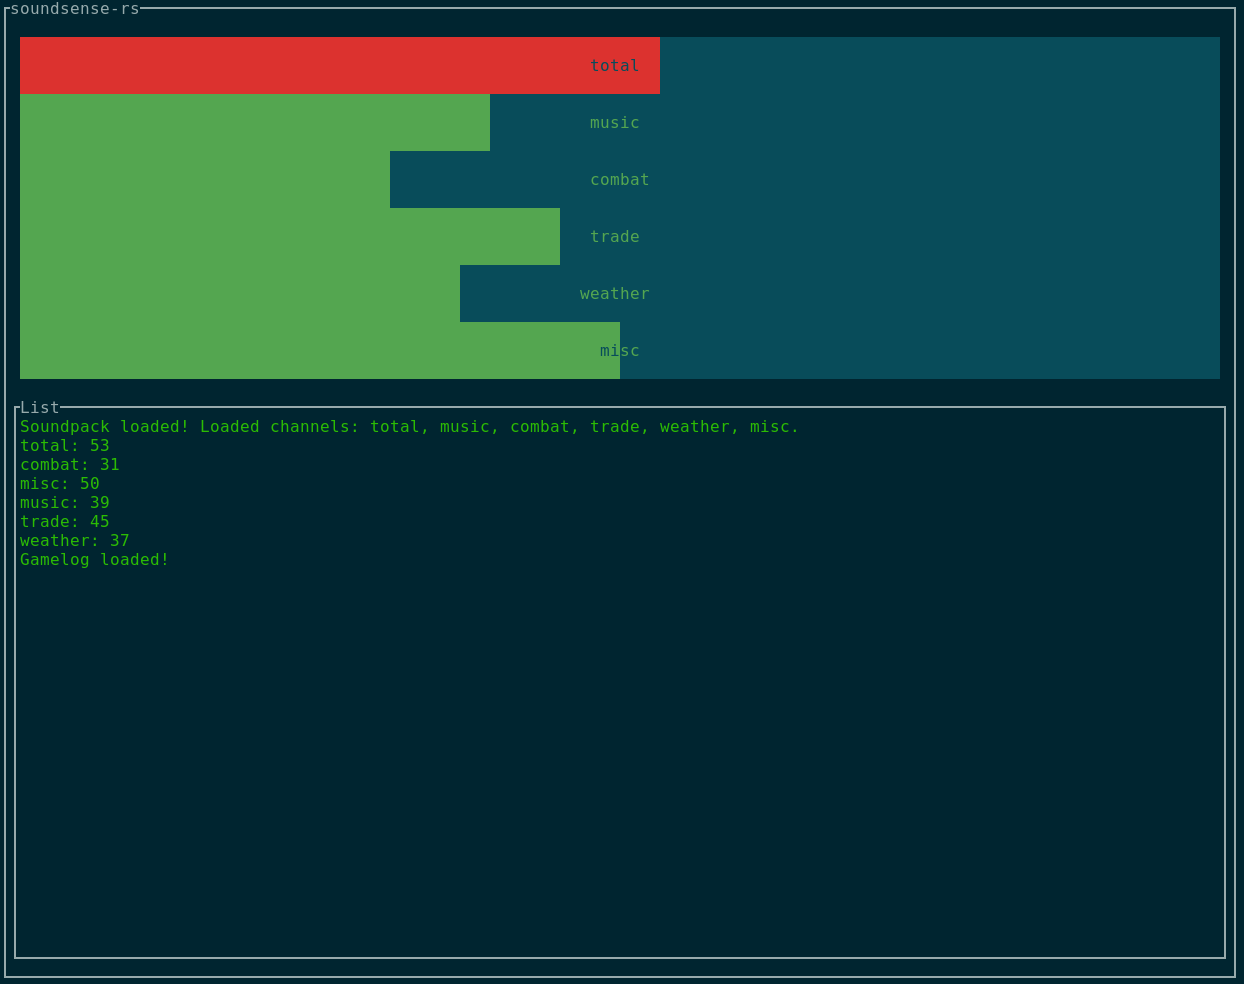 soundsense-rs
total
music
combat
trade
weather
misc
List
Soundpack loaded! Loaded channels: total, music, combat, trade, weather, misc.
total: 53
combat: 31
misc: 50
music: 39
trade: 45
weather: 37
Gamelog loaded!